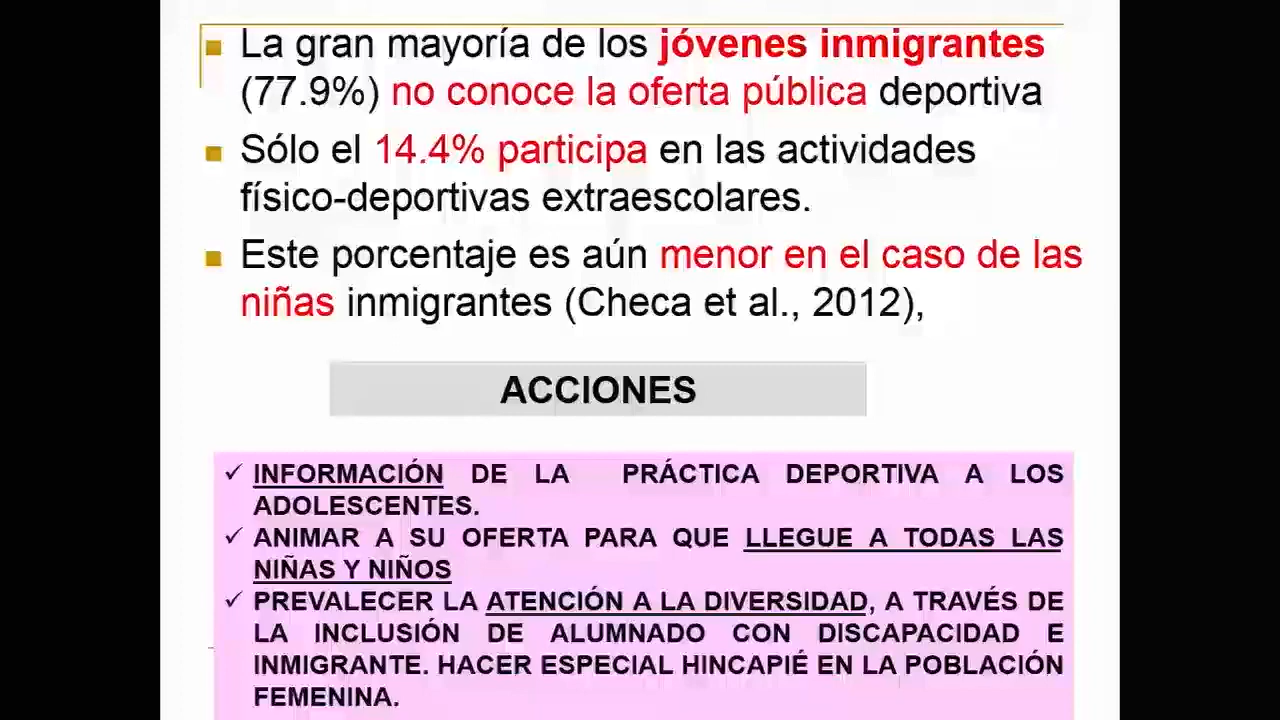 La gran mayoría de los jóvenes inmigrantes
(77.9%) no conoce la oferta pública deportiva
Sólo el 14.4% participa en las actividades
físico-deportivas extraescolares.
Este porcentaje es aún menor en el caso de las
niñas inmigrantes (Checa et al., 2012),
ACCIONES
✓ INFORMACIÓN DE LA PRÁCTICA DEPORTIVA A LOS
ADOLESCENTES.
✓ ANIMAR A SU OFERTA PARA QUE LLEGUE A TODAS LAS
NIÑAS Y NIÑOS
✓ PREVALECER LA ATENCIÓN A LA DIVERSIDAD, A TRAVÉS DE
LA INCLUSIÓN DE ALUMNADO CON DISCAPACIDAD E
INMIGRANTE. HACER ESPECIAL HINCAPIÉ EN LA POBLACIÓN
FEMENINA.